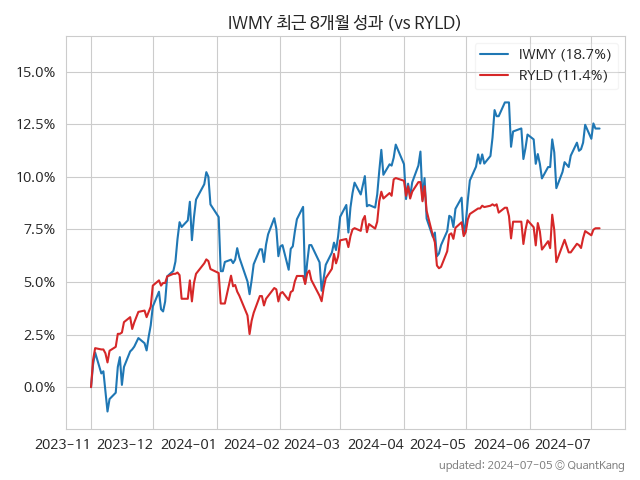 IWMY 최근 8개월 성과 (vs RYLD)
IWMY (18.7%)
RYLD (11.4%)
15.0%
12.5%
10.0%
7.5%
5.0%
2.5%
0.0%
2023-11 2023-12 2024-01 2024-02 2024-03 2024-04 2024-05 2024-06 2024-07
updated: 2024-07-05 © QuantKang